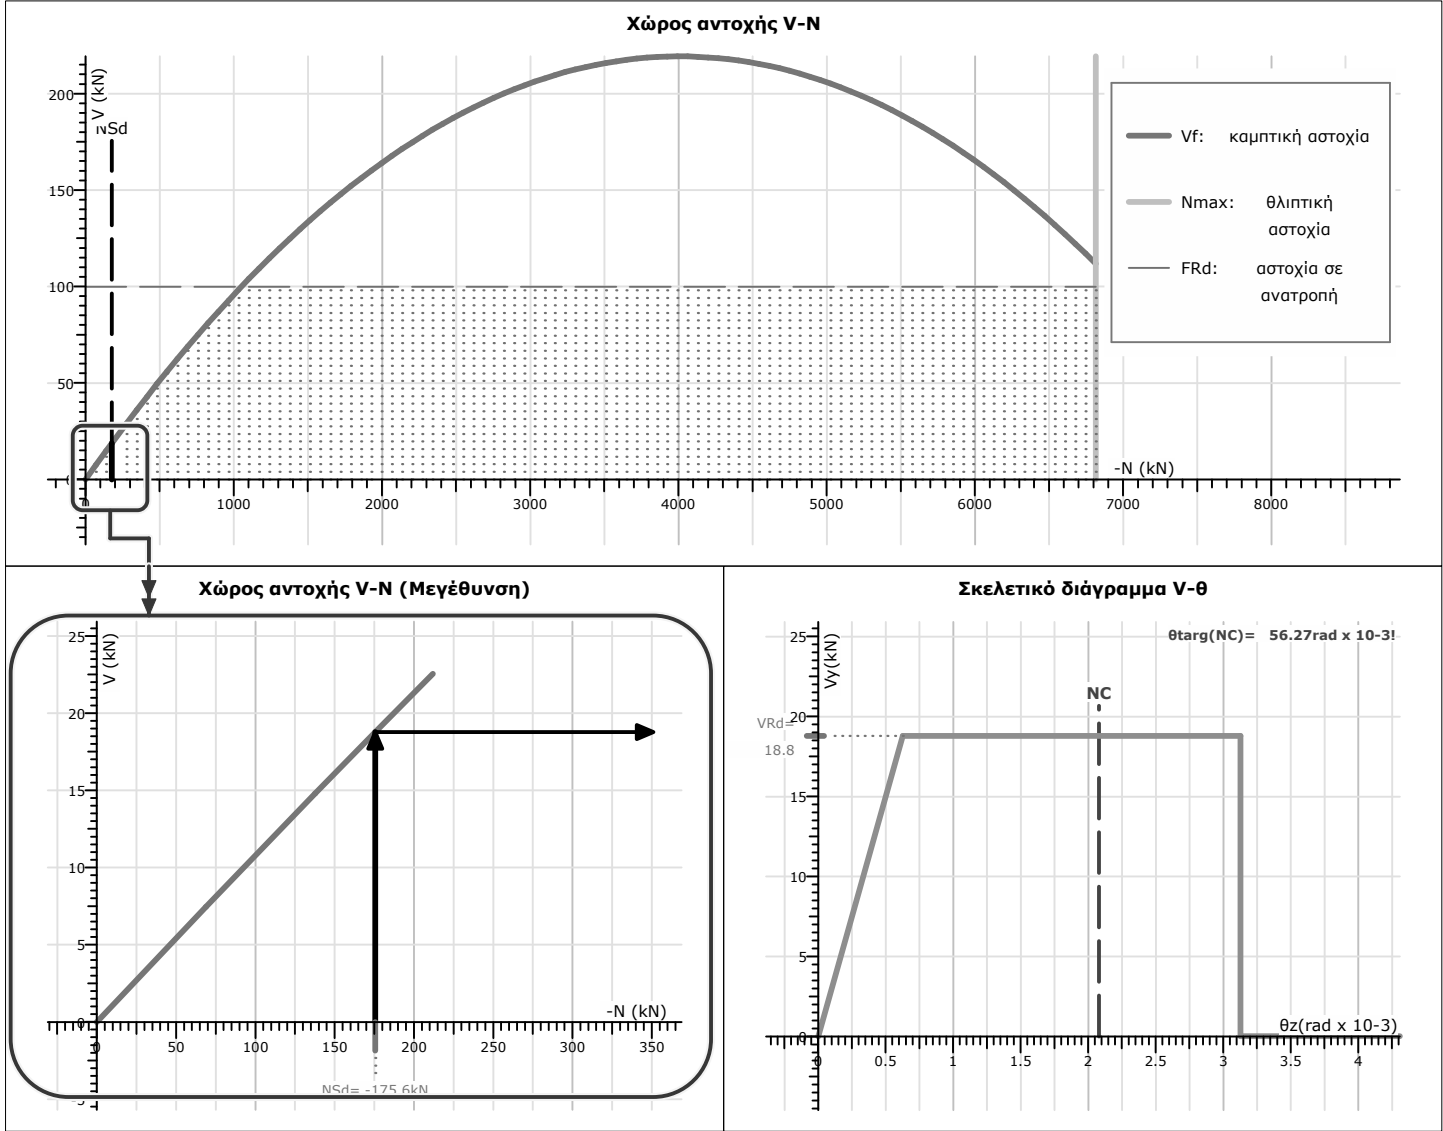 Χώρος αντοχής V-N
V (kN)
200
150
100
50
NSd
Vf: καμπτική αστοχία
Nmax: θλιπτική
αστοχία
FRd: αστοχία σε
ανατροπή
-N (kN)
1000 2000 3000 4000 5000 6000 7000 8000
Χώρος αντοχής V-N (Μεγέθυνση)
V (kN)
25
20
15
10
5
0
-N (kN)
0 50 100 150 200 250 300 350
NSd= -175.6kN
-5
Σκελετικό διάγραμμα V-θ
θtarg(NC)= 56.27rad x 10-3!
Vy(kN)
NC
25
20
VRd=
18.8
15
10
5
0
θz(rad x 10-3)
0 0.5 1 1.5 2 2.5 3 3.5 4